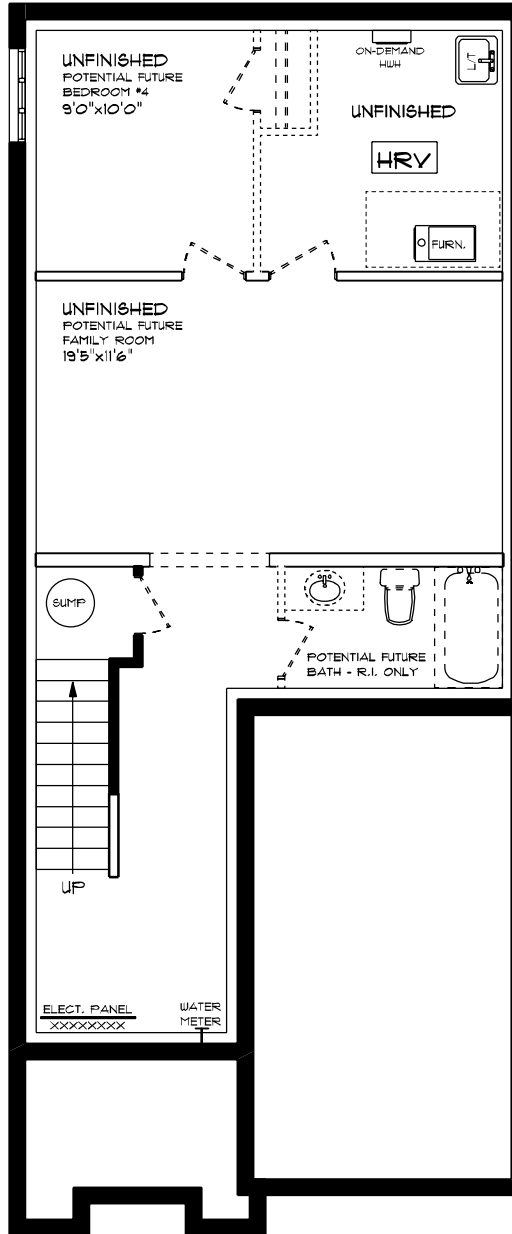 UNFINISHED
POTENTIAL FUTURE
BEDROOM #4
9'0"x10'0"
ON-DEMAND
HWH
L/T
UNFINISHED
HRV
FURN.
UNFINISHED
POTENTIAL FUTURE
FAMILY ROOM
19'5"x11'6"
SUMP
POTENTIAL FUTURE
BATH - R.I. ONLY
UP
ELECT. PANEL
XXXXXXXX
WATER
METER